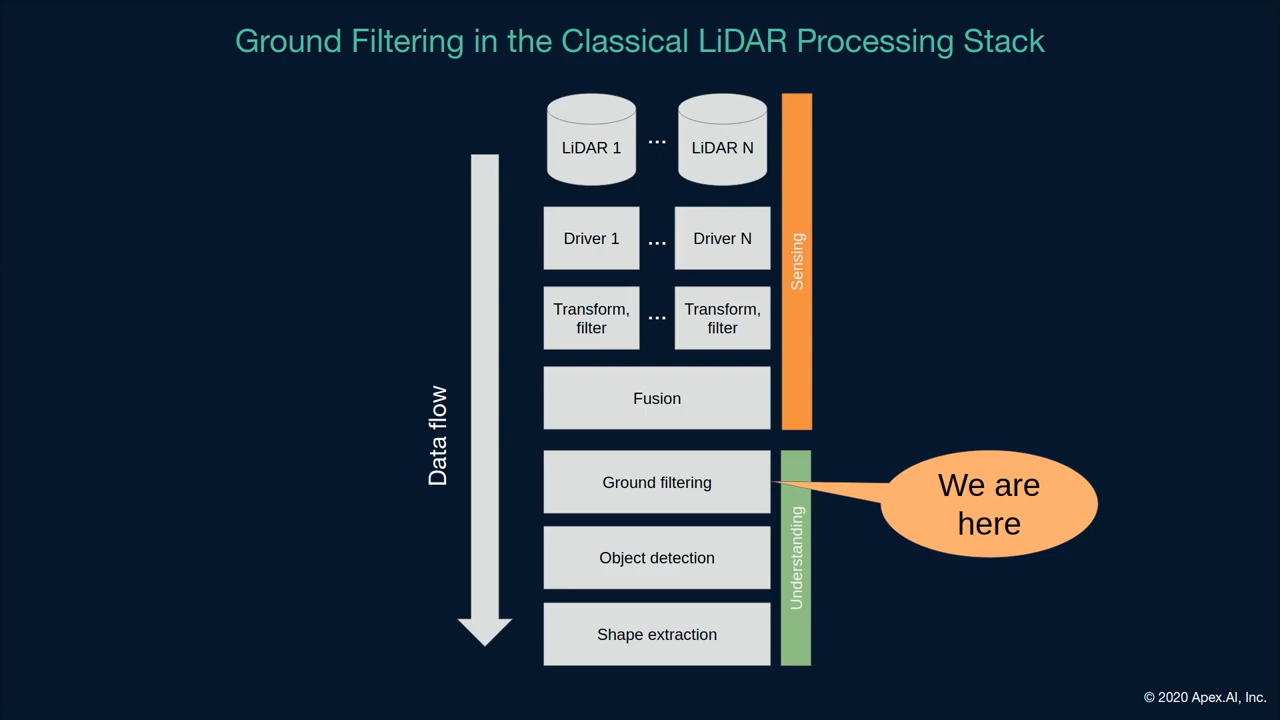 Ground Filtering in the Classical LiDAR Processing Stack
LiDAR 1
...
LiDAR N
Driver 1
...
Driver N
Transform,
filter
...
Transform,
filter
Fusion
Sensing
Data flow
Ground filtering
Object detection
Shape extraction
Understanding
We are
here
© 2020 Apex.AI, Inc.